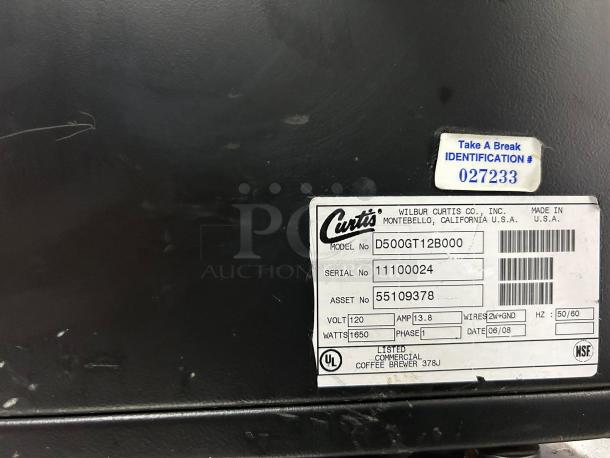 Take A Break
IDENTIFICATION #
027233
PCI
AUCTION
Curtis
WILBUR CURTIS CO., INC.
MONTEBELLO, CALIFORNIA U.S.A.
MADE IN
U.S.A.
MODEL No D500GT12B000
SERIAL No 11100024
ASSET No 55109378
VOLT 120 AMP 13.8 WIRES 2W+GND HZ : 50/60
WATTS 1650 PHASE 1 DATE 06/08
UL
LISTED
COMMERCIAL
COFFEE BREWER 378J
NSF